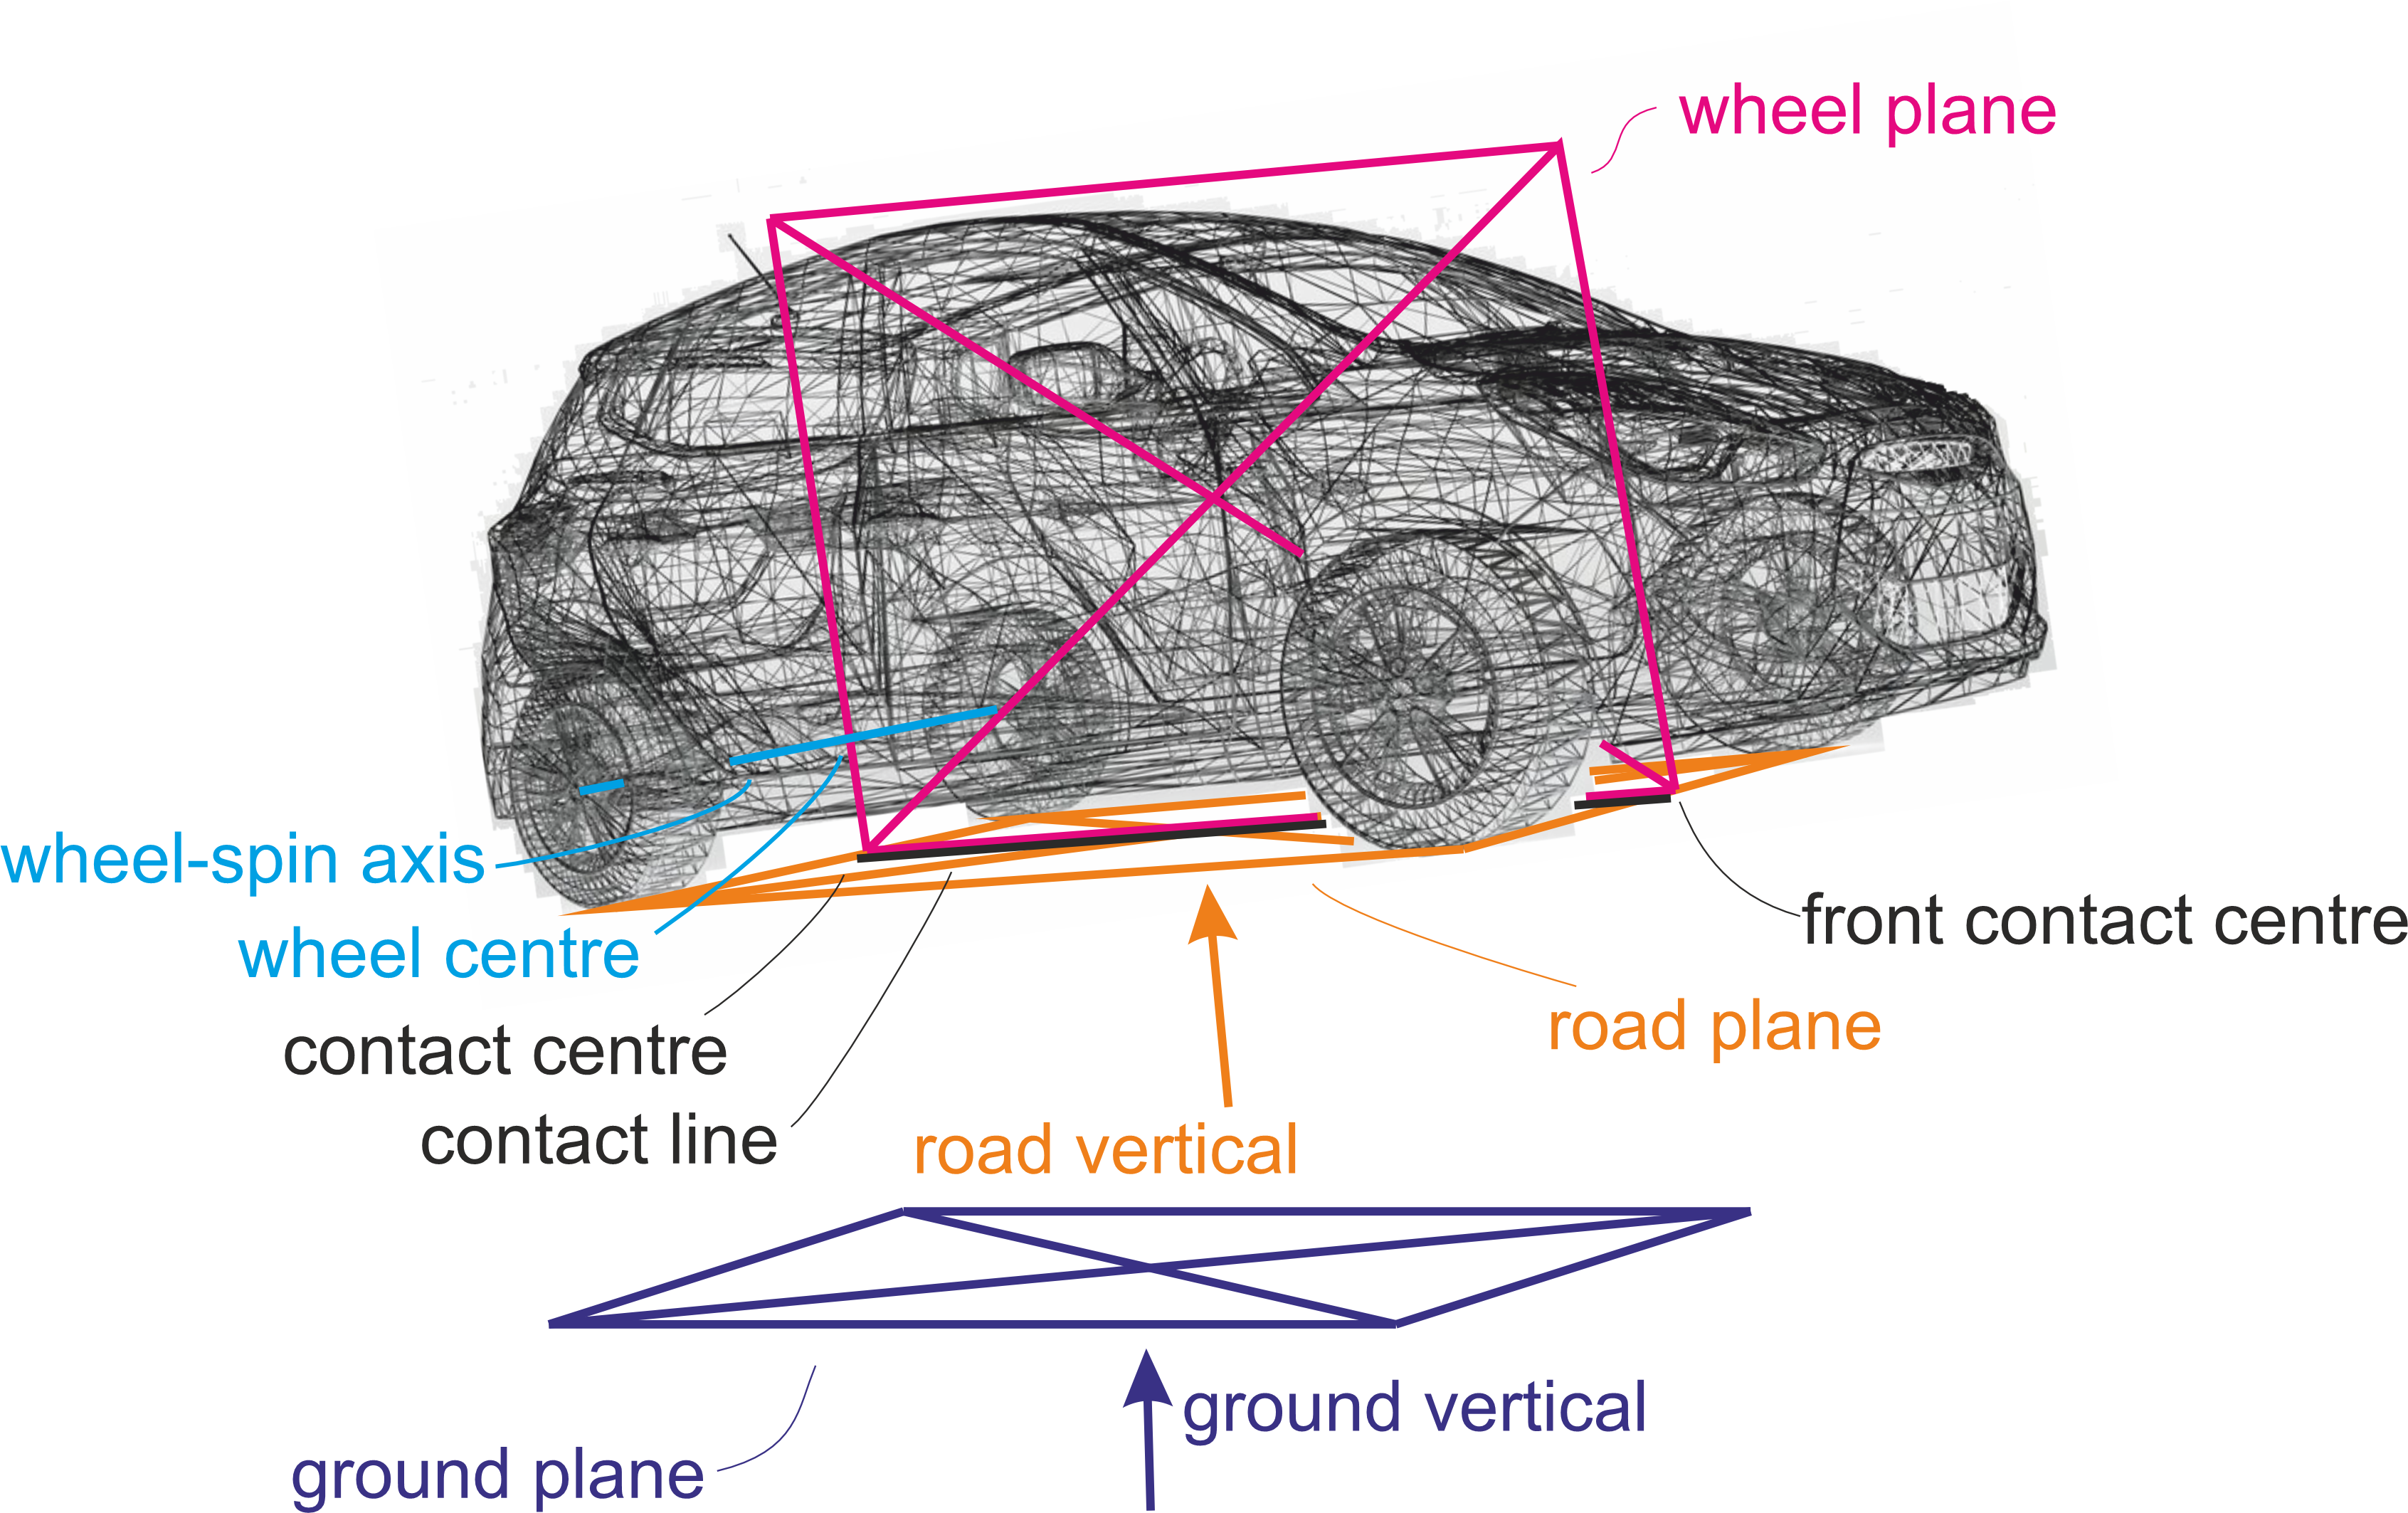 wheel plane
wheel-spin axis
wheel centre
front contact centre
contact centre
road plane
contact line
road vertical
ground vertical
ground plane